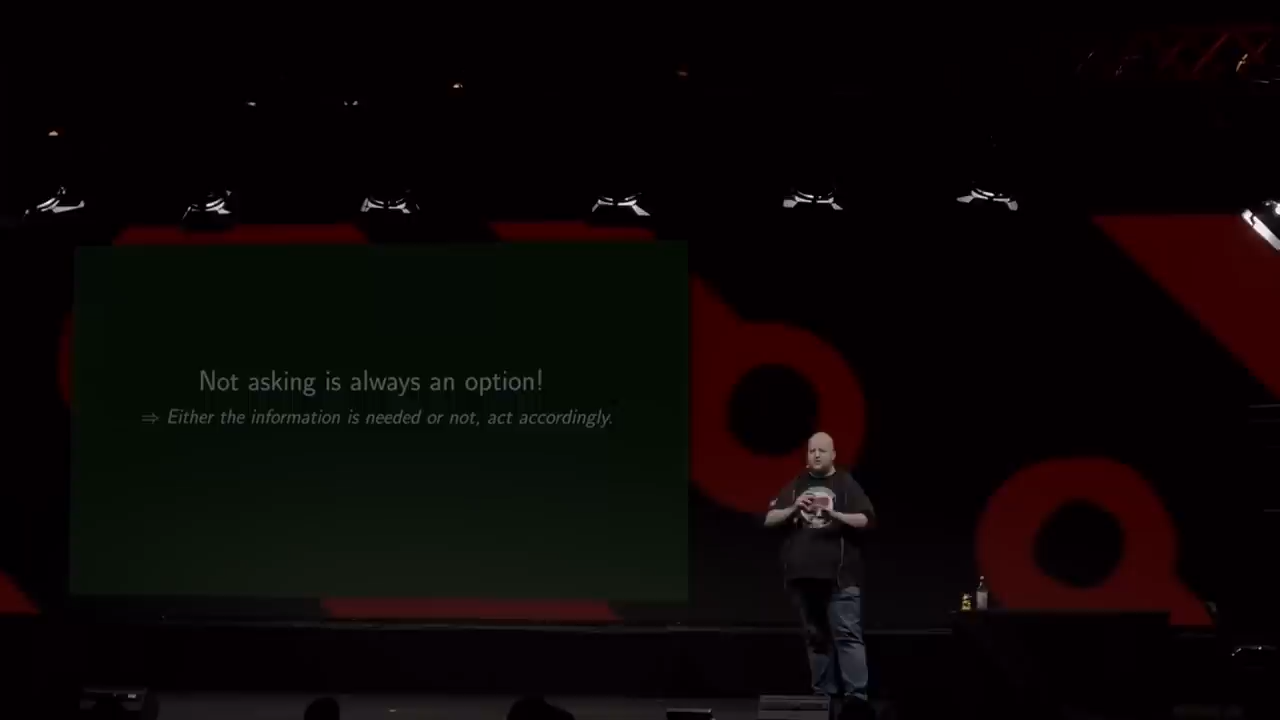 Not asking is always an option!
⇒ Either the information is needed or not, act accordingly.